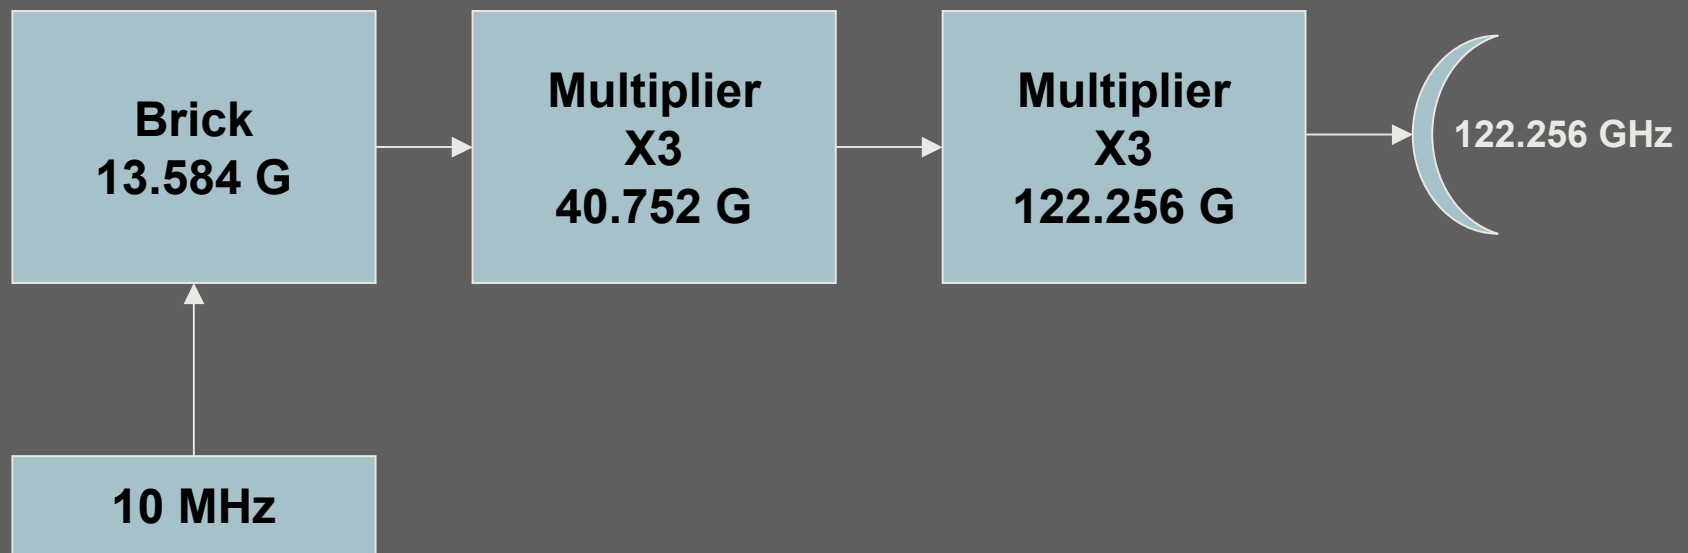 Brick
13.584 G
Multiplier
X3
40.752 G
Multiplier
X3
122.256 G
122.256 GHz
10 MHz